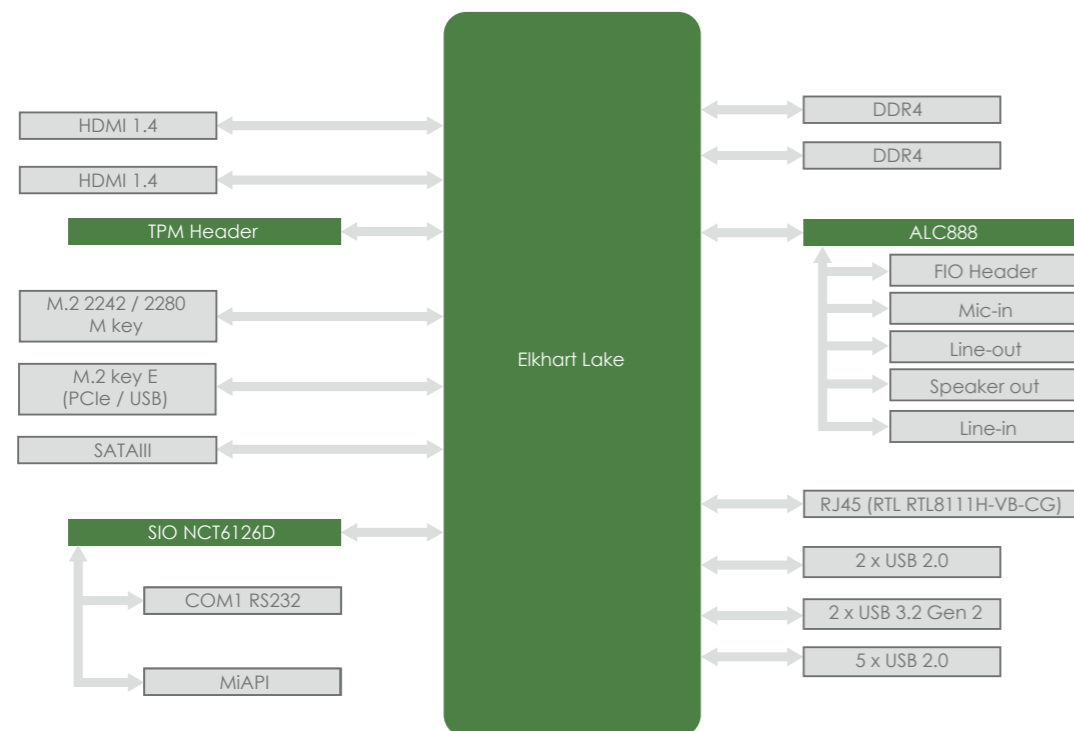 HDMI 1.4
HDMI 1.4
TPM Header
M.2 2242 / 2280
M key
M.2 key E
(PCIe / USB)
SATAIII
SIO NCT6126D
COM1 RS232
MiAPI
Elkhart Lake
DDR4
DDR4
ALC888
FIO Header
Mic-in
Line-out
Speaker out
Line-in
RJ45 (RTL RTL8111H-VB-CG)
2 x USB 2.0
2 x USB 3.2 Gen 2
5 x USB 2.0